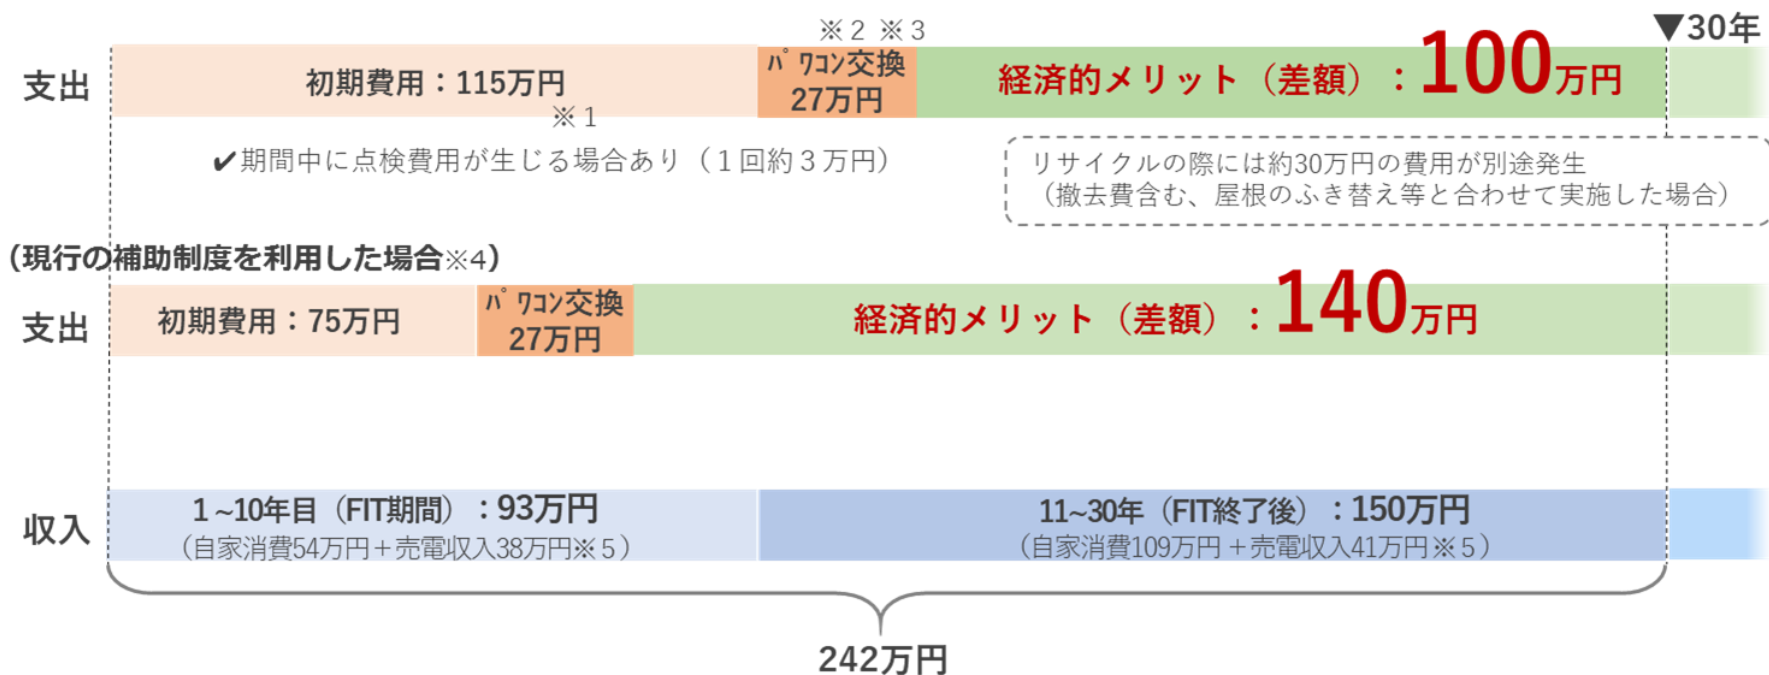 ※２ ※３
▼30年
支出
初期費用：115万円
※１
ﾊﾟﾜｺﾝ交換
27万円
経済的メリット（差額）：100万円
✔期間中に点検費用が生じる場合あり（１回約３万円）
リサイクルの際には約30万円の費用が別途発生
（撤去費含む、屋根のふき替え等と合わせて実施した場合）
（現行の補助制度を利用した場合※4）
支出
初期費用：75万円
ﾊﾟﾜｺﾝ交換
27万円
経済的メリット（差額）：140万円
収入
１~10年目（FIT期間）：93万円
（自家消費54万円＋売電収入38万円※５）
11~30年（FIT終了後）：150万円
（自家消費109万円＋売電収入41万円※５）
242万円